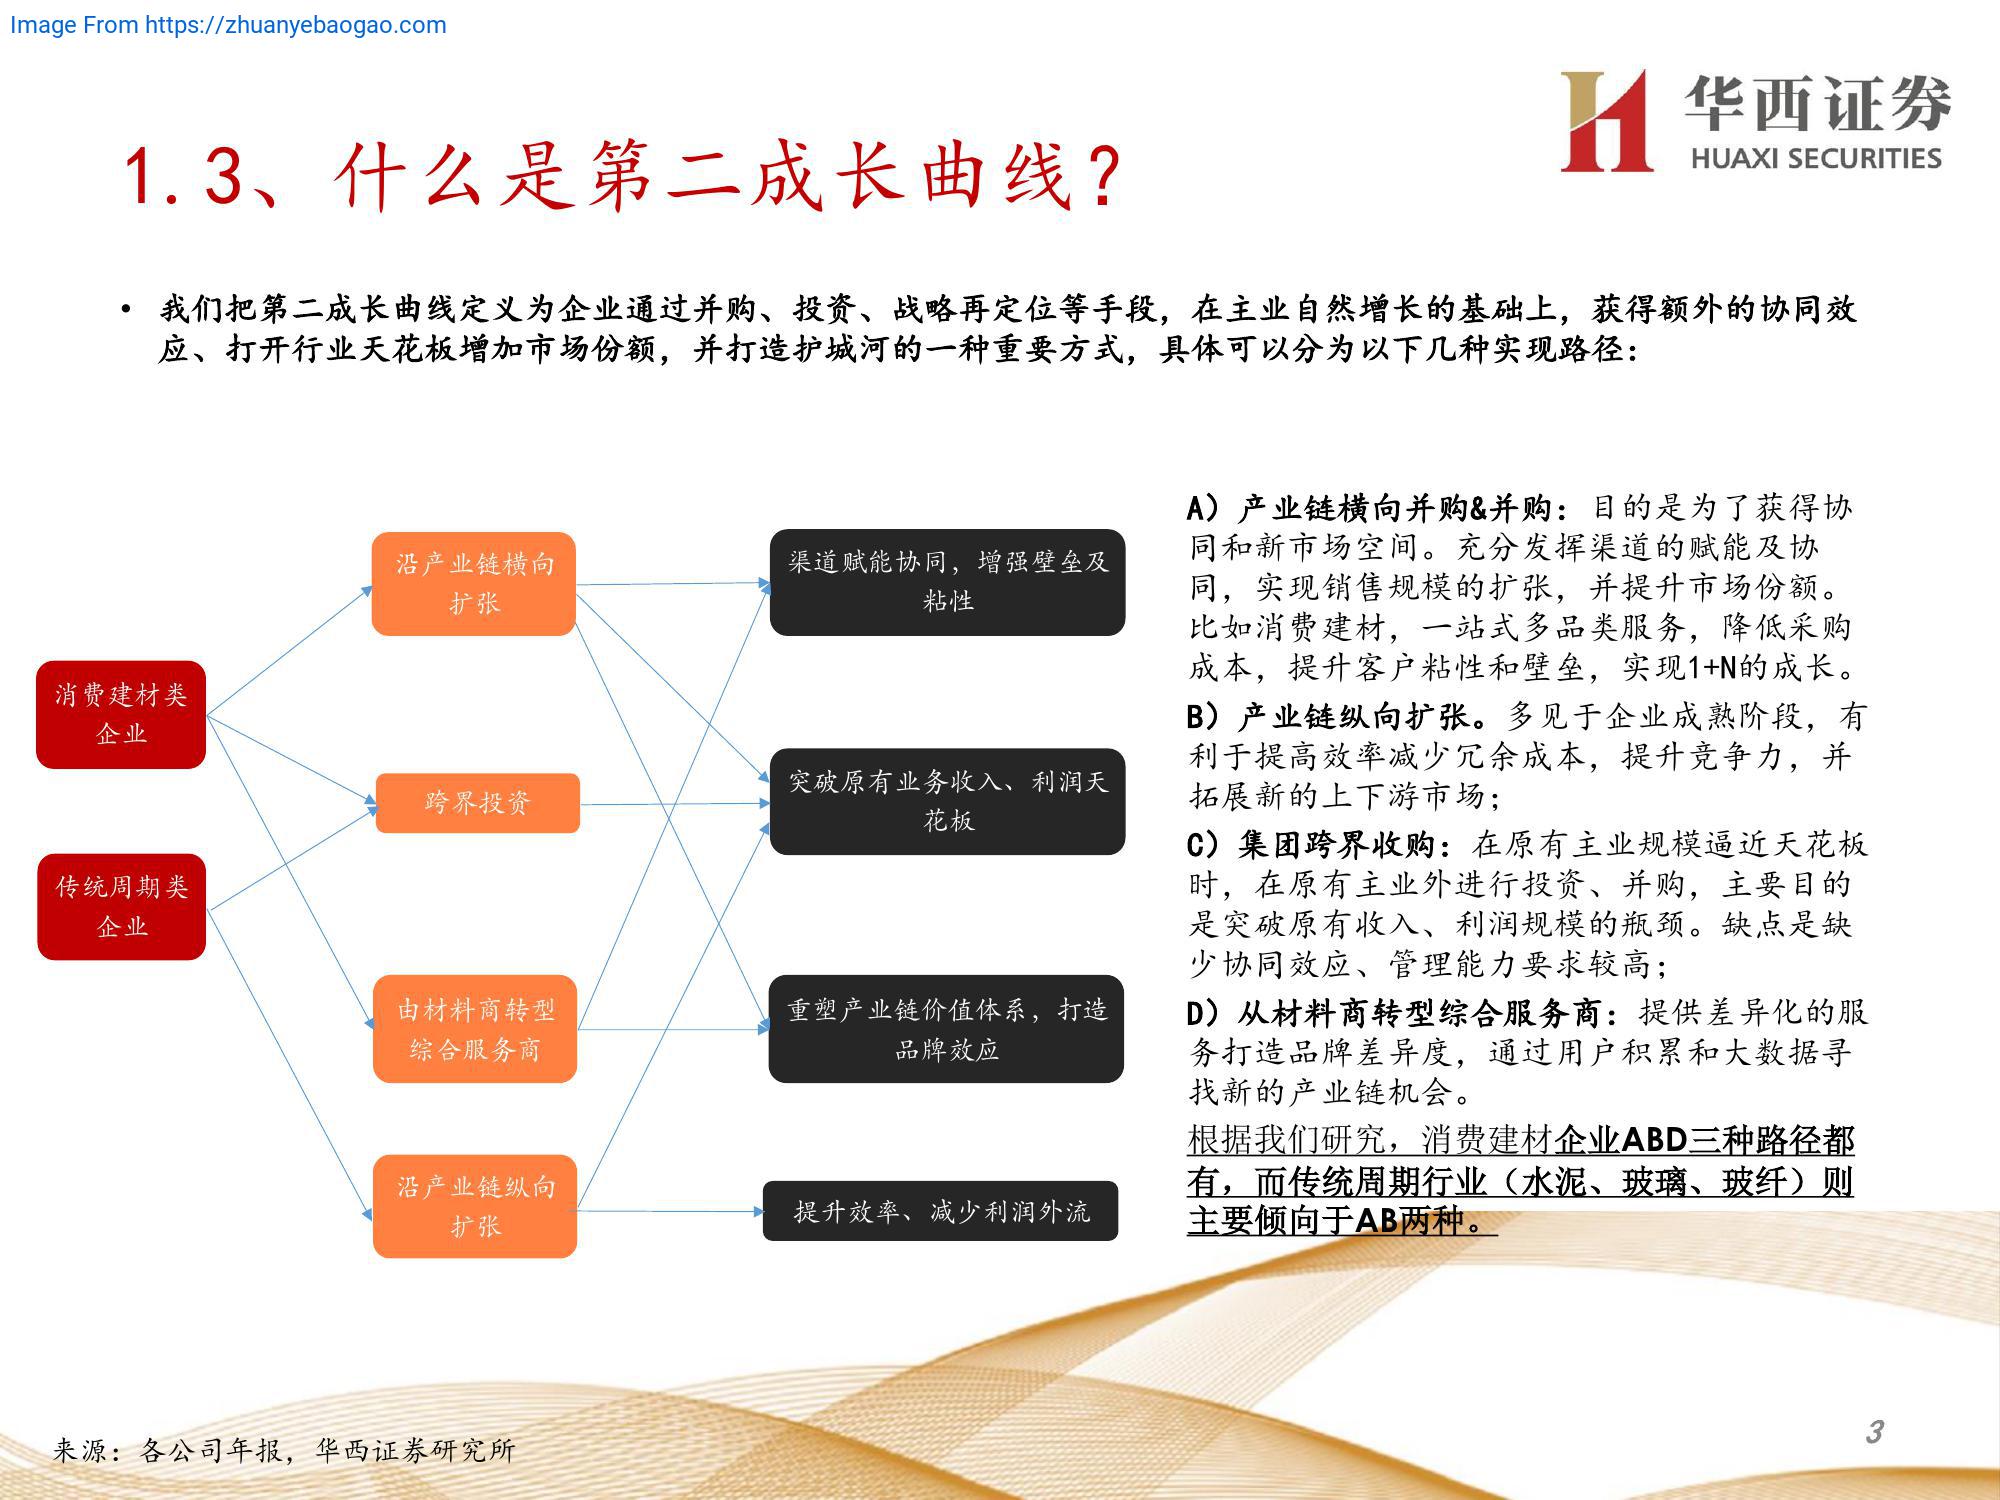 Image From https://zhuanyebaogao.com
华西证券
HUAXI SECURITIES
1.3、什么是第二成长曲线？
• 我们把第二成长曲线定义为企业通过并购、投资、战略再定位等手段，在主业自然增长的基础上，获得额外的协同效
应、打开行业天花板增加市场份额，并打造护城河的一种重要方式，具体可以分为以下几种实现路径：
消费建材类
企业
传统周期类
企业
沿产业链横向
扩张
跨界投资
由材料商转型
综合服务商
沿产业链纵向
扩张
渠道赋能协同，增强壁垒及
粘性
突破原有业务收入、利润天
花板
重塑产业链价值体系，打造
品牌效应
提升效率、减少利润外流
A）产业链横向并购&并购：目的是为了获得协
同和新市场空间。充分发挥渠道的赋能及协
同，实现销售规模的扩张，并提升市场份额。
比如消费建材，一站式多品类服务，降低采购
成本，提升客户粘性和壁垒，实现1+N的成长。
B）产业链纵向扩张。多见于企业成熟阶段，有
利于提高效率减少冗余成本，提升竞争力，并
拓展新的上下游市场；
C）集团跨界收购：在原有主业规模逼近天花板
时，在原有主业外进行投资、并购，主要目的
是突破原有收入、利润规模的瓶颈。缺点是缺
少协同效应、管理能力要求较高；
D）从材料商转型综合服务商：提供差异化的服
务打造品牌差异度，通过用户积累和大数据寻
找新的产业链机会。
根据我们研究，消费建材企业ABD三种路径都
有，而传统周期行业（水泥、玻璃、玻纤）则
主要倾向于AB两种。
来源：各公司年报，华西证券研究所
3